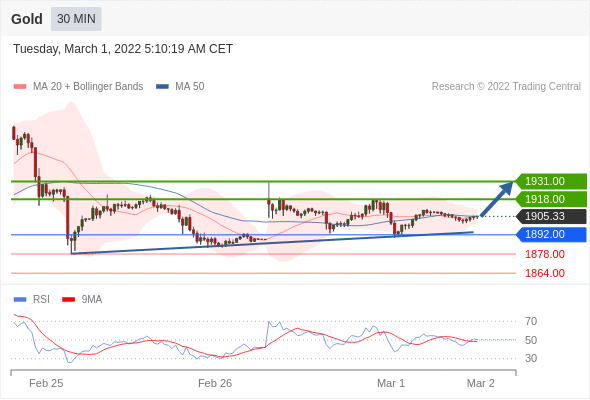 Gold 30 MIN
Tuesday, March 1, 2022 5:10:19 AM CET
MA 20 + Bollinger Bands MA 50 Research © 2022 Trading Central
1931.00
1918.00
1905.33
1892.00
1878.00
1864.00
RSI 9MA
70
50
30
Feb 25 Feb 26 Mar 1 Mar 2